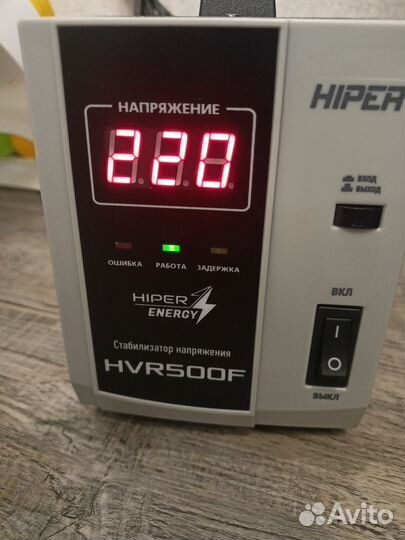 НАПРЯЖЕНИЕ
220
HIPER
ВХОД
ВЫХОД
ОШИБКА РАБОТА ЗАДЕРЖКА
HIPER
ENERGY
ВКЛ
I
O
Стабилизатор напряжения
HVR500F
ВЫКЛ
Avito